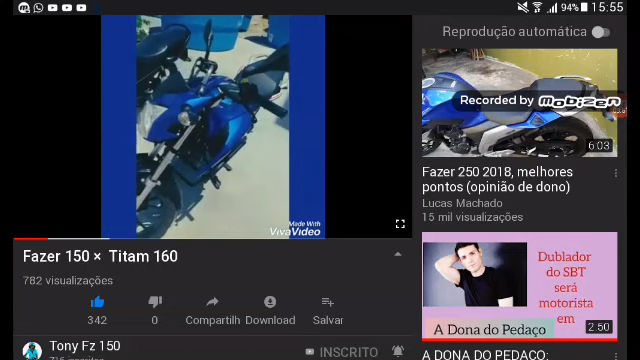 94% 15:55
Reprodução automática
Recorded by mobizen
6:03
Made With
VivaVideo
Fazer 250 2018, melhores
pontos (opinião de dono)
Lucas Machado
15 mil visualizações
Fazer 150 × Titam 160
782 visualizações
342
0
Compartilh
Download
Salvar
Tony Fz 150
INSCRITO
Dublador
do SBT
será
motorista
em
A Dona do Pedaço
2:50
A DONA DO PEDAÇO: